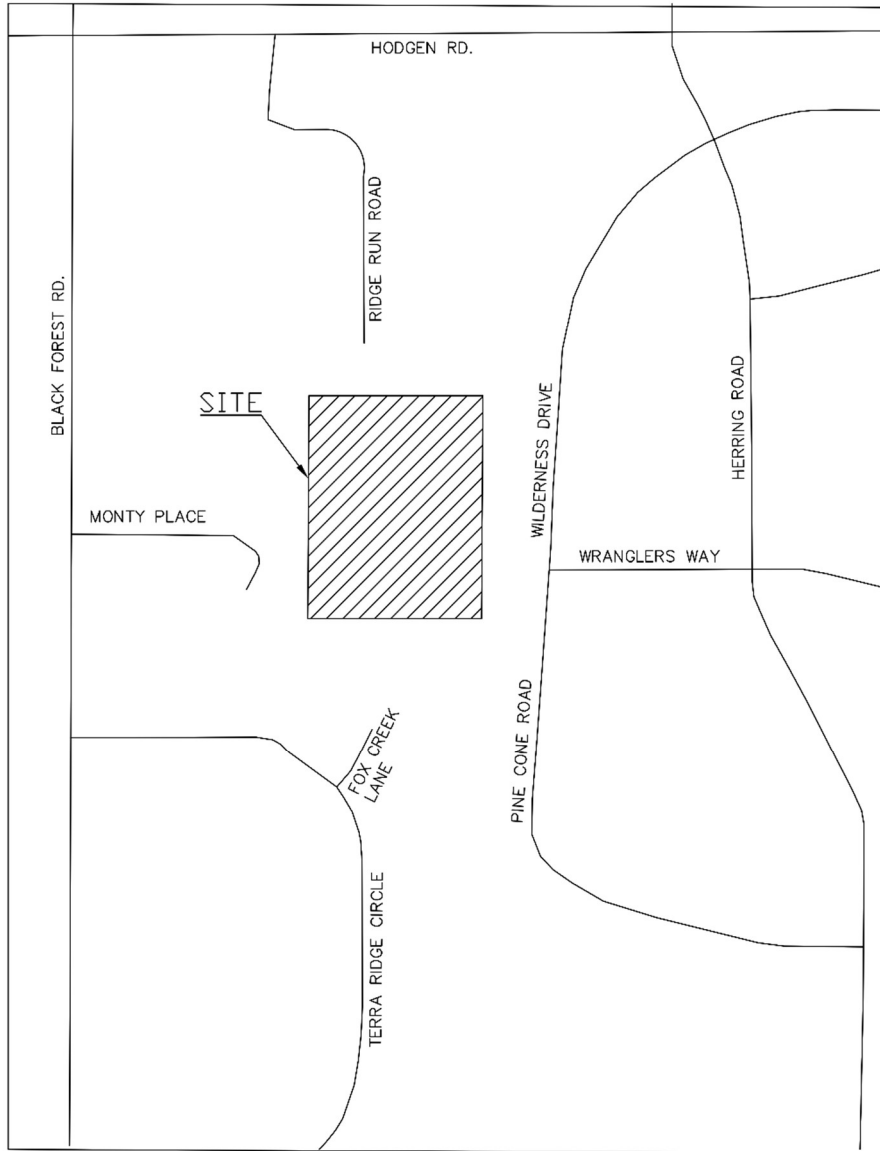 HODGEN RD.
RIDGE RUN ROAD
BLACK FOREST RD.
SITE
WILDERNESS DRIVE
HERRING ROAD
MONTY PLACE
WRANGLERS WAY
PINE CONE ROAD
FOX CREEK
LANE
TERRA RIDGE CIRCLE